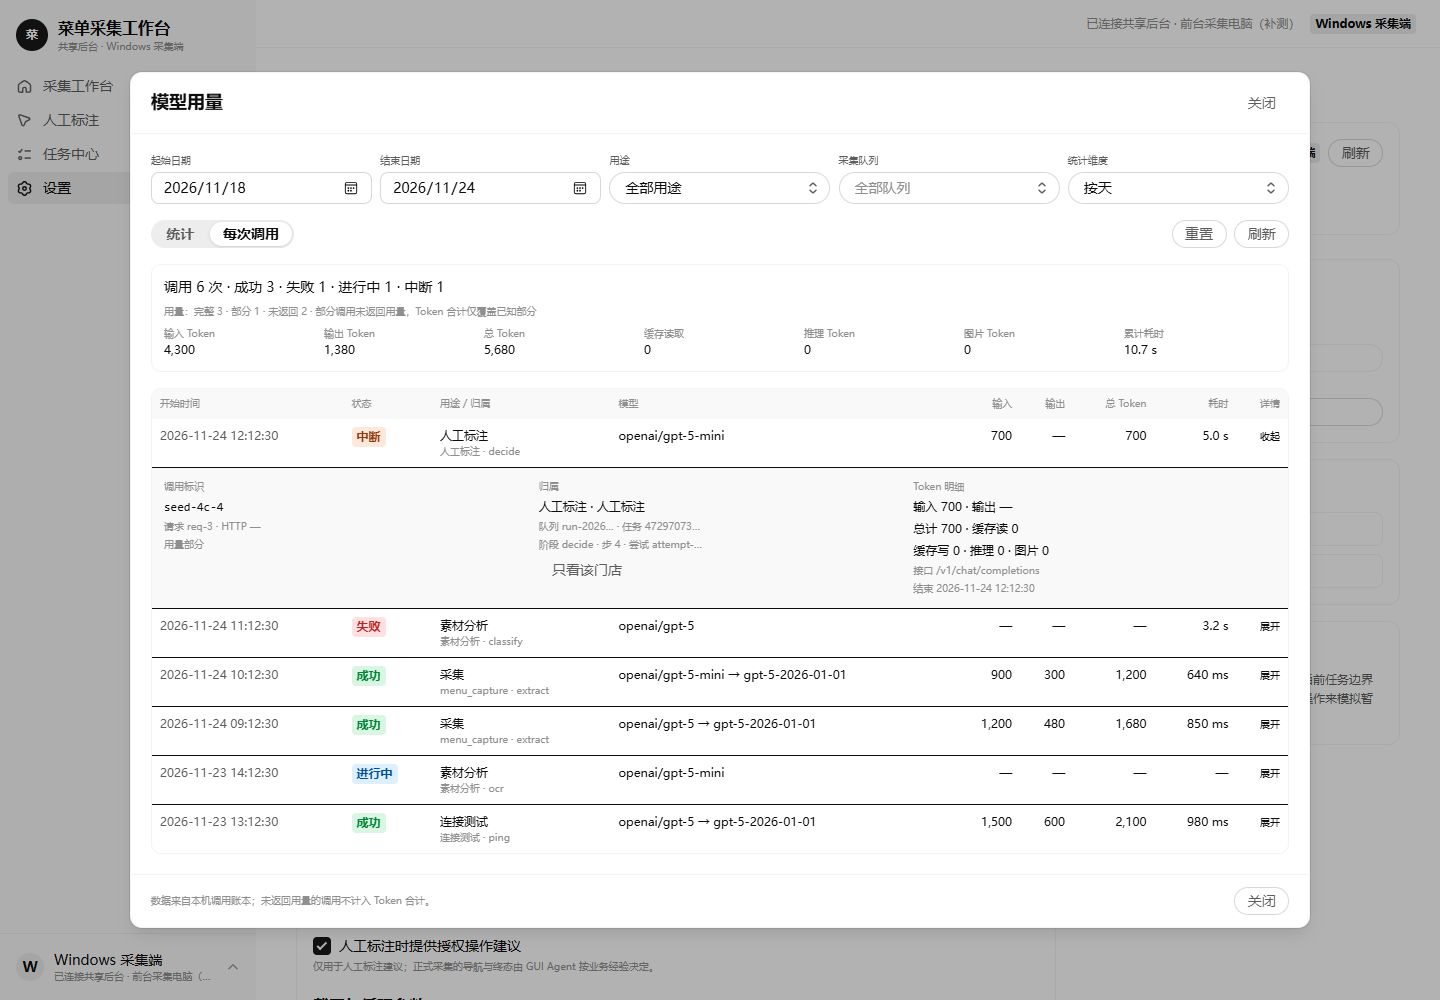 菜
菜单采集工作台
共享后台 · Windows 采集端
已连接共享后台 · 前台采集电脑（补测）
Windows 采集端
采集工作台
人工标注
任务中心
设置
模型用量
关闭
起始日期
结束日期
用途
采集队列
统计维度
2026/11/18
2026/11/24
全部用途
全部队列
按天
统计
每次调用
重置
刷新
端
刷新
调用 6 次 · 成功 3 · 失败 1 · 进行中 1 · 中断 1
用量：完整 3 · 部分 1 · 未返回 2 · 部分调用未返回用量，Token 合计仅覆盖已知部分
输入 Token
输出 Token
总 Token
缓存读取
推理 Token
图片 Token
累计耗时
4,300
1,380
5,680
0
0
0
10.7 s
开始时间 状态 用途 / 归属 模型 输入 输出 总 Token 耗时 详情
2026-11-24 12:12:30 中断 人工标注 openai/gpt-5-mini 700 — 700 5.0 s 收起
人工标注 · decide
调用标识
seed-4c-4
请求 req-3 · HTTP —
用量部分
归属
人工标注 · 人工标注
队列 run-2026... · 任务 47297073...
阶段 decide · 步 4 · 尝试 attempt-...
只看该门店
Token 明细
输入 700 · 输出 —
总计 700 · 缓存读 0
缓存写 0 · 推理 0 · 图片 0
接口 /v1/chat/completions
结束 2026-11-24 12:12:30
2026-11-24 11:12:30 失败 素材分析 openai/gpt-5 — — — 3.2 s 展开
素材分析 · classify
2026-11-24 10:12:30 成功 采集 openai/gpt-5-mini → gpt-5-2026-01-01 900 300 1,200 640 ms 展开
menu_capture · extract
2026-11-24 09:12:30 成功 采集 openai/gpt-5 → gpt-5-2026-01-01 1,200 480 1,680 850 ms 展开
menu_capture · extract
2026-11-23 14:12:30 进行中 素材分析 openai/gpt-5-mini — — — — 展开
素材分析 · ocr
2026-11-23 13:12:30 成功 连接测试 openai/gpt-5 → gpt-5-2026-01-01 1,500 600 2,100 980 ms 展开
连接测试 · ping
前任务边界
作来模拟暂
数据来自本机调用账本；未返回用量的调用不计入 Token 合计。
关闭
人工标注时提供授权操作建议
仅用于人工标注建议；正式采集的导航与终态由 GUI Agent 按业务经验决定。
W
Windows 采集端
已连接共享后台 · 前台采集电脑（...